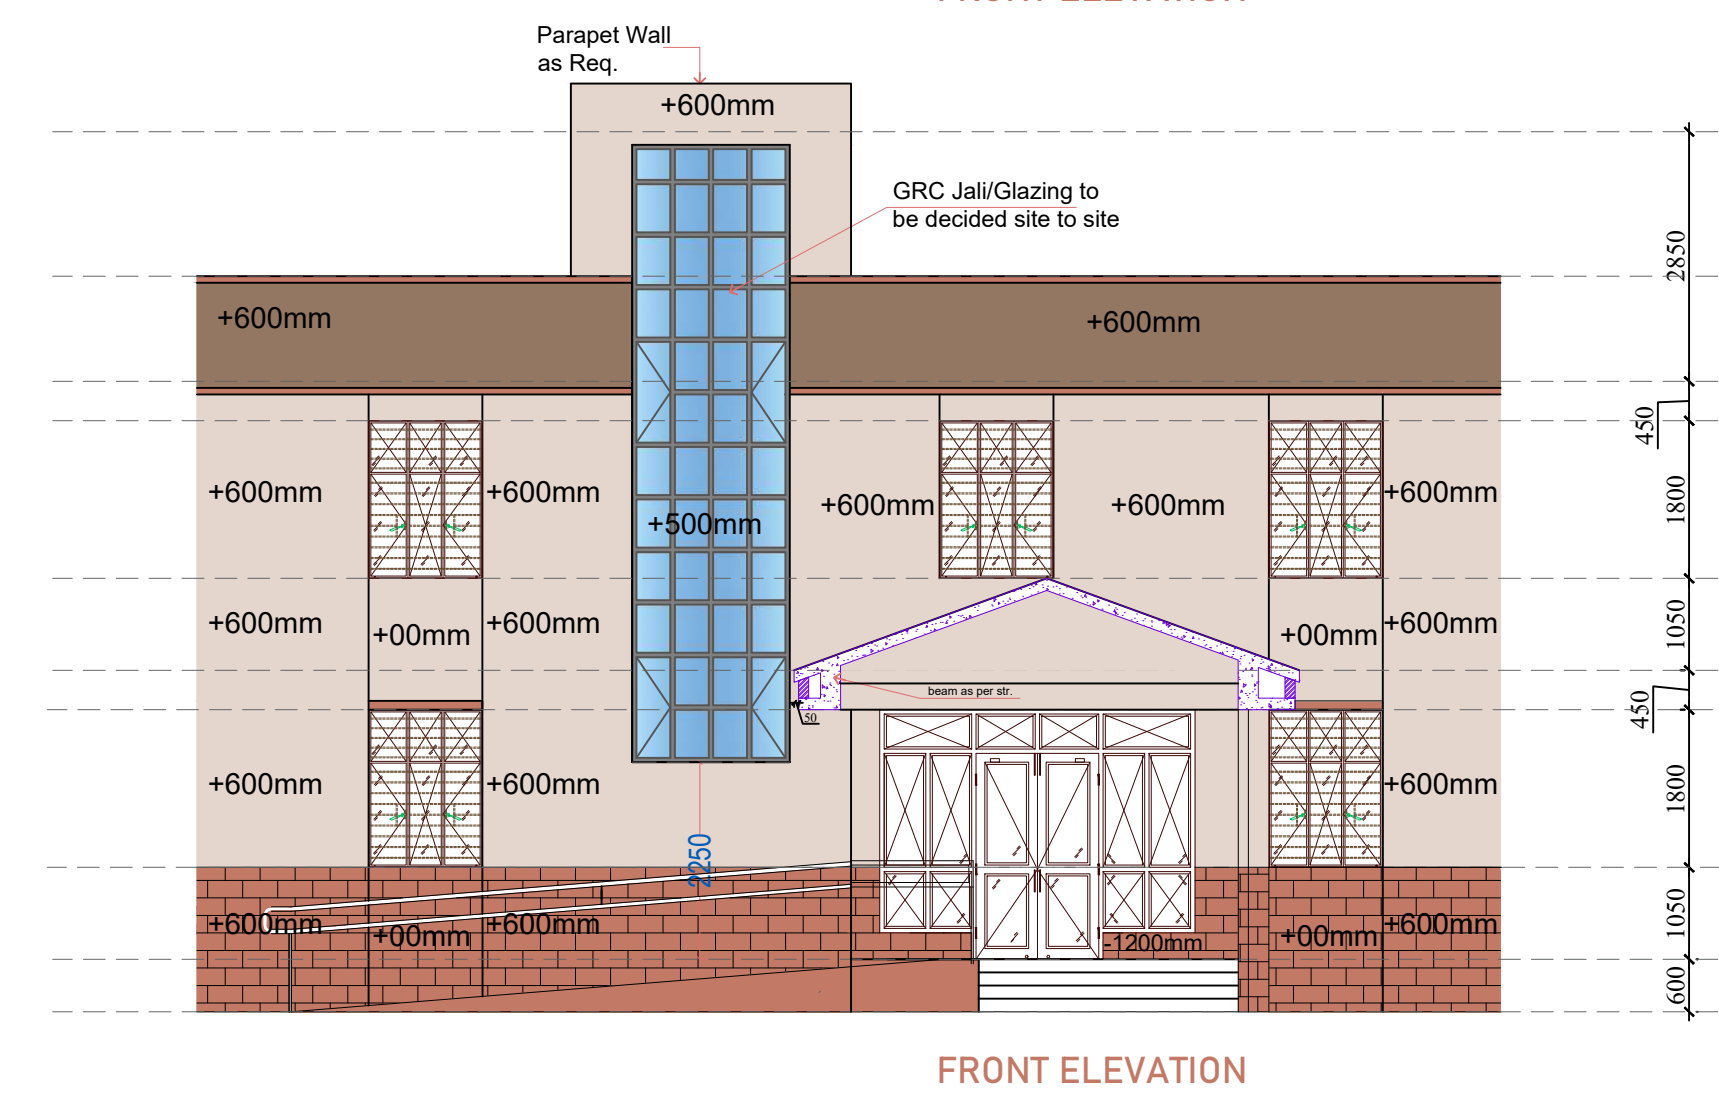 FRONT ELEVATION
Parapet Wall
as Req.
+600mm
GRC Jali/Glazing to
be decided site to site
2850
+600mm
+600mm
450
+600mm
+600mm
+500mm
+600mm
+600mm
+600mm
1800
+600mm
+00mm
+600mm
+00mm
+600mm
1050
beam as per str.
50
450
+600mm
+600mm
+600mm
1800
2250
+600mm
+00mm
+600mm
-1200mm
+00mm
+600mm
1050
600
FRONT ELEVATION